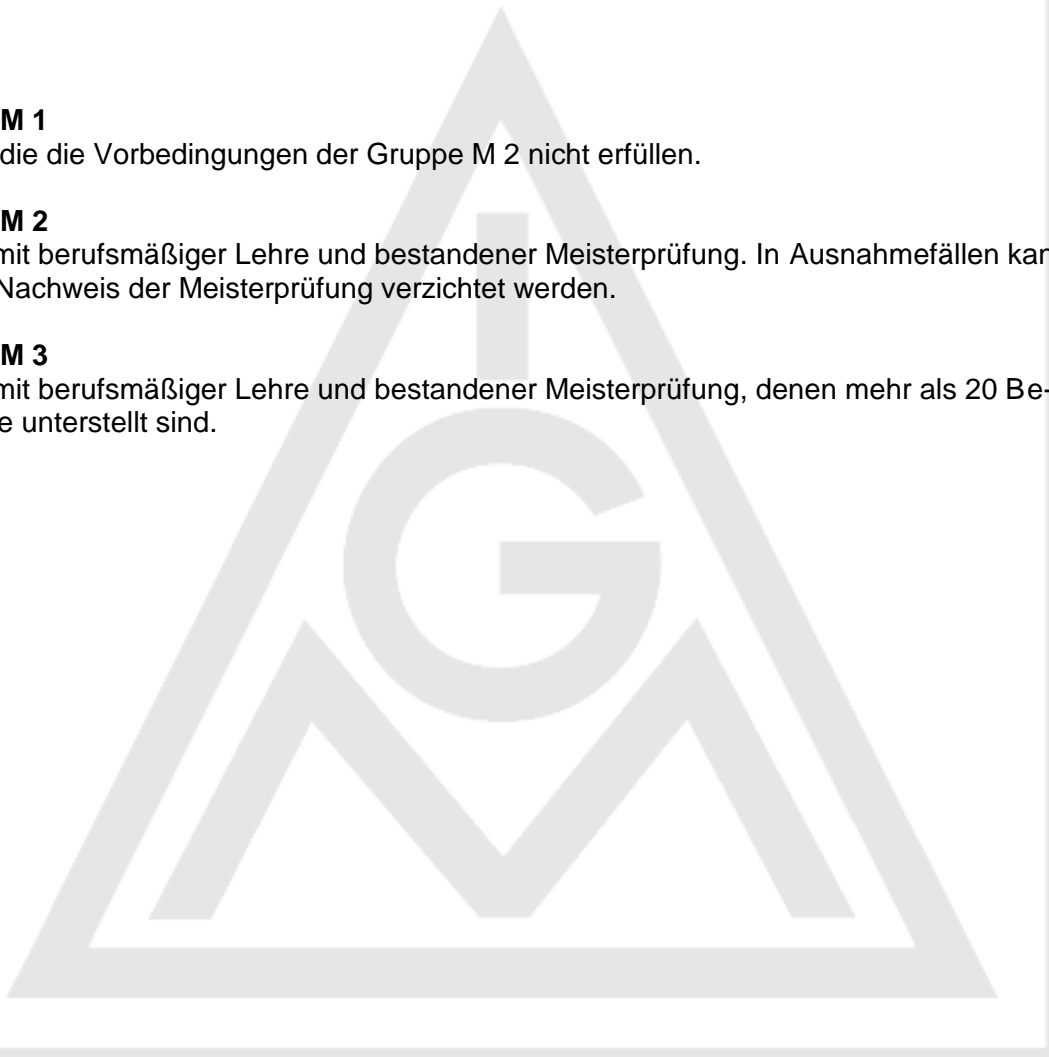 M 1
die die Vorbedingungen der Gruppe M 2 nicht erfüllen.
M 2
mit berufsmäßiger Lehre und bestandener Meisterprüfung. In Ausnahmefällen kan
Nachweis der Meisterprüfung verzichtet werden.
M 3
mit berufsmäßiger Lehre und bestandener Meisterprüfung, denen mehr als 20 Be-
e unterstellt sind.
I
G
M